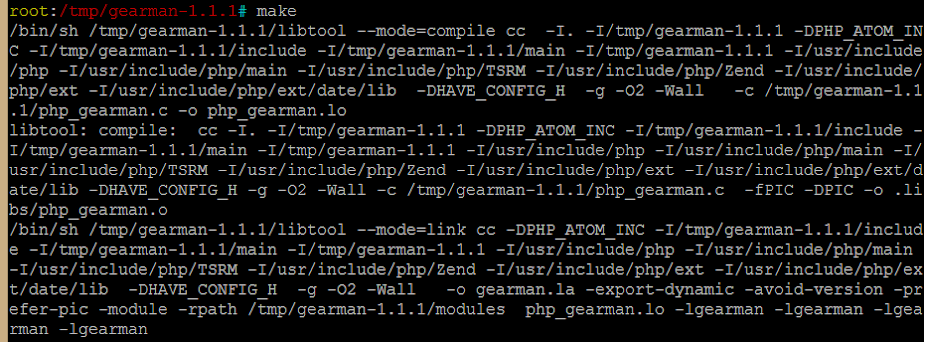 root:/tmp/gearman-1.1.1# make
/bin/sh /tmp/gearman-1.1.1/libtool --mode=compile cc  -I. -I/tmp/gearman-1.1.1 -DPHP_ATOM_IN
C -I/tmp/gearman-1.1.1/include -I/tmp/gearman-1.1.1/main -I/tmp/gearman-1.1.1 -I/usr/include
/php -I/usr/include/php/main -I/usr/include/php/TSRM -I/usr/include/php/Zend -I/usr/include/
php/ext -I/usr/include/php/ext/date/lib  -DHAVE_CONFIG_H  -g -O2 -Wall   -c /tmp/gearman-1.1
.1/php_gearman.c -o php_gearman.lo
libtool: compile:  cc -I. -I/tmp/gearman-1.1.1 -DPHP_ATOM_INC -I/tmp/gearman-1.1.1/include -
I/tmp/gearman-1.1.1/main -I/tmp/gearman-1.1.1 -I/usr/include/php -I/usr/include/php/main -I/
usr/include/php/TSRM -I/usr/include/php/Zend -I/usr/include/php/ext -I/usr/include/php/ext/d
ate/lib -DHAVE_CONFIG_H -g -O2 -Wall -c /tmp/gearman-1.1.1/php_gearman.c  -fPIC -DPIC -o .li
bs/php_gearman.o
/bin/sh /tmp/gearman-1.1.1/libtool --mode=link cc -DPHP_ATOM_INC -I/tmp/gearman-1.1.1/includ
e -I/tmp/gearman-1.1.1/main -I/tmp/gearman-1.1.1 -I/usr/include/php -I/usr/include/php/main
-I/usr/include/php/TSRM -I/usr/include/php/Zend -I/usr/include/php/ext -I/usr/include/php/ex
t/date/lib  -DHAVE_CONFIG_H  -g -O2 -Wall   -o gearman.la -export-dynamic -avoid-version -pr
efer-pic -module -rpath /tmp/gearman-1.1.1/modules  php_gearman.lo -lgearman -lgearman -lgea
rman -lgearman